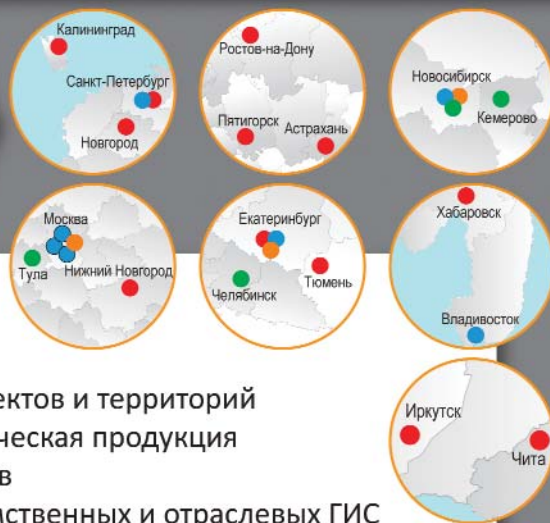 Калининград
Санкт-Петербург
Новгород
Ростов-на-Дону
Пятигорск
Астрахань
Новосибирск
Кемерово
Москва
Тула
Нижний Новгород
Екатеринбург
Челябинск
Тюмень
Хабаровск
Владивосток
Иркутск
Чита
ектов и территорий
ческая продукция
в
мственных и отраслевых ГИС